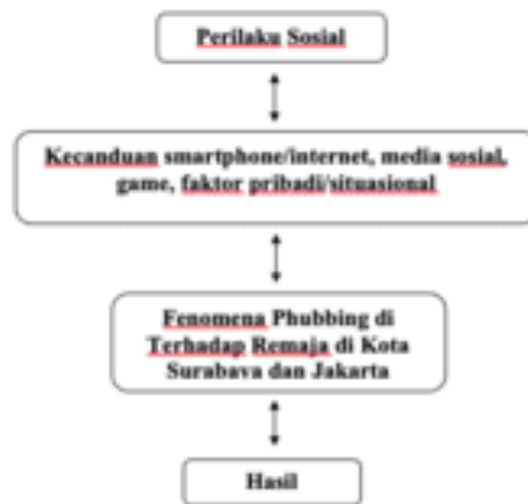 Perilaku Sosial
Kecanduan smartphone/internet, media sosial,
game, faktor pribadi/situasional
Fenomena Phubbing di
Terhadap Remaja di Kota
Surabaya dan Jakarta
Hasil